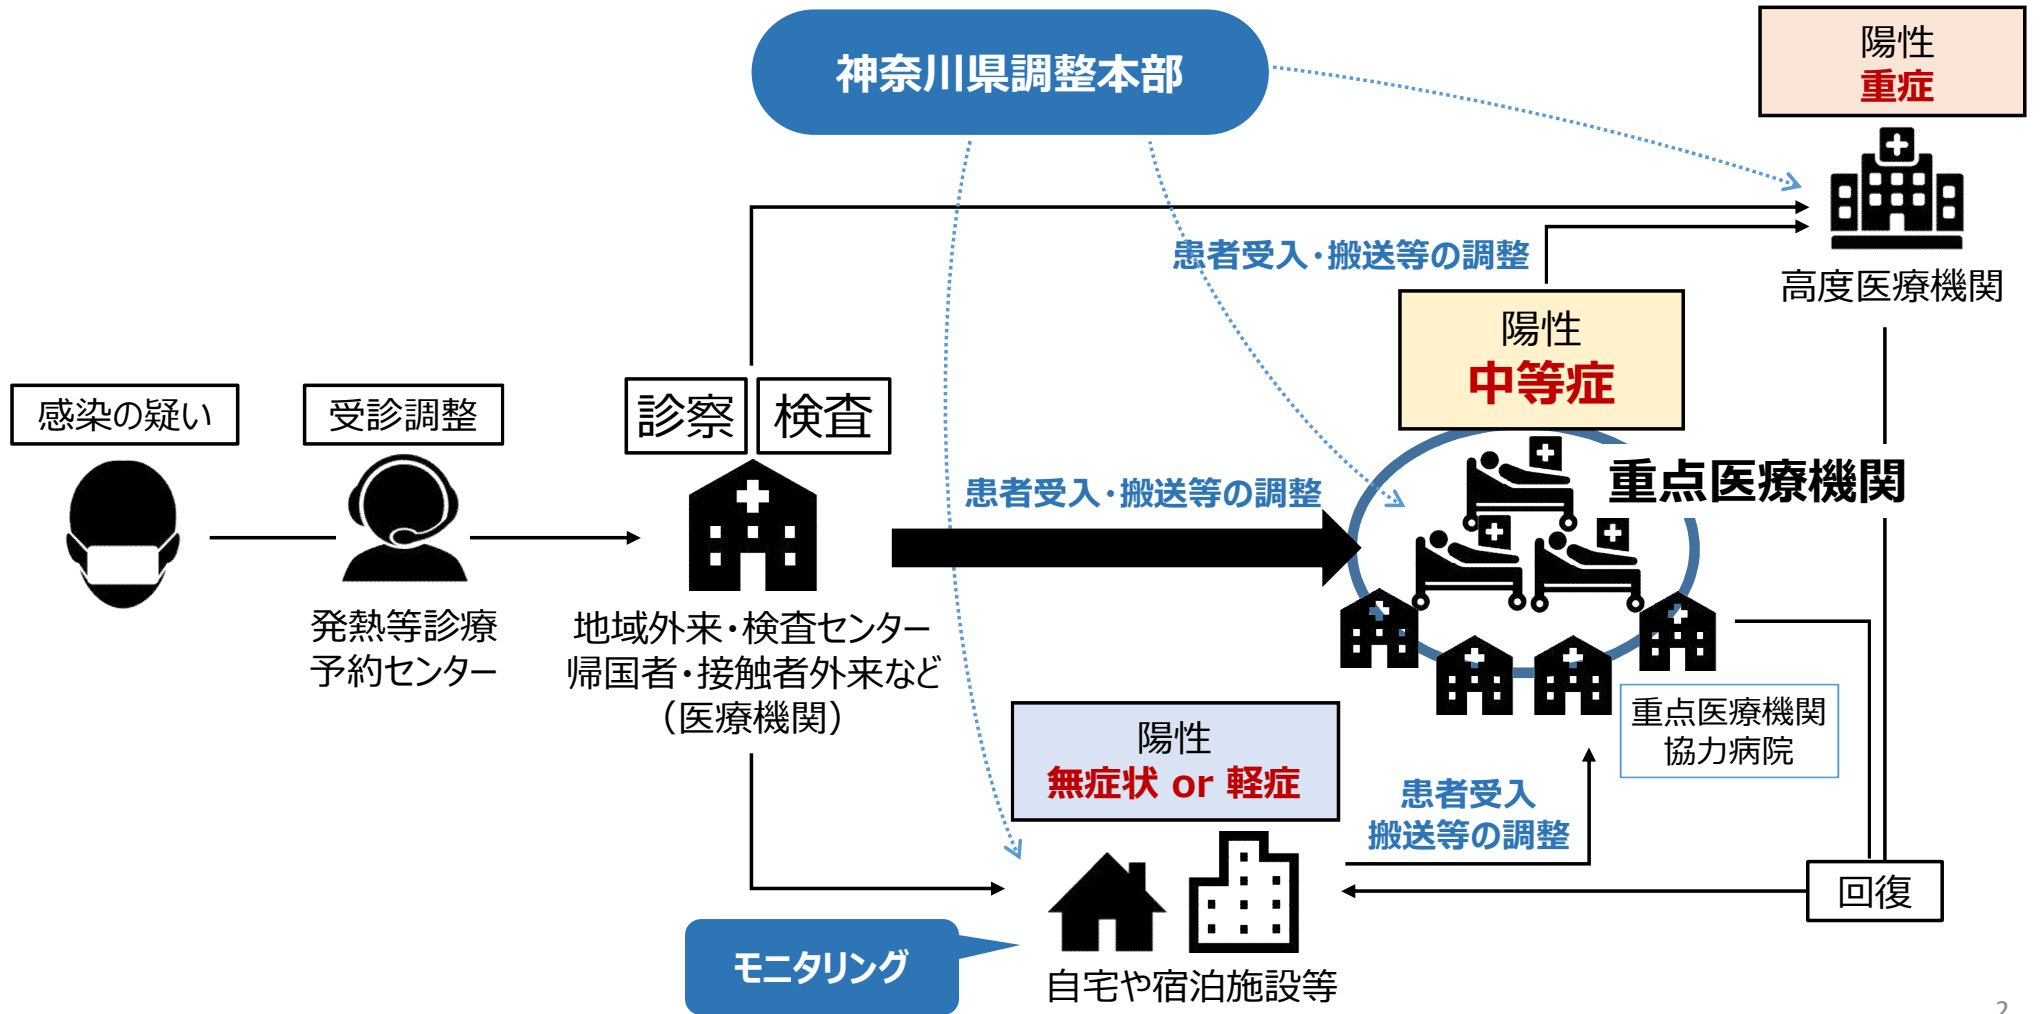 神奈川県調整本部
陽性
重症
高度医療機関
患者受入・搬送等の調整
陽性
中等症
感染の疑い
受診調整
診察
検査
患者受入・搬送等の調整
重点医療機関
発熱等診療
予約センター
地域外来・検査センター
帰国者・接触者外来など
（医療機関）
重点医療機関
協力病院
陽性
無症状 or 軽症
患者受入
搬送等の調整
回復
モニタリング
自宅や宿泊施設等
2